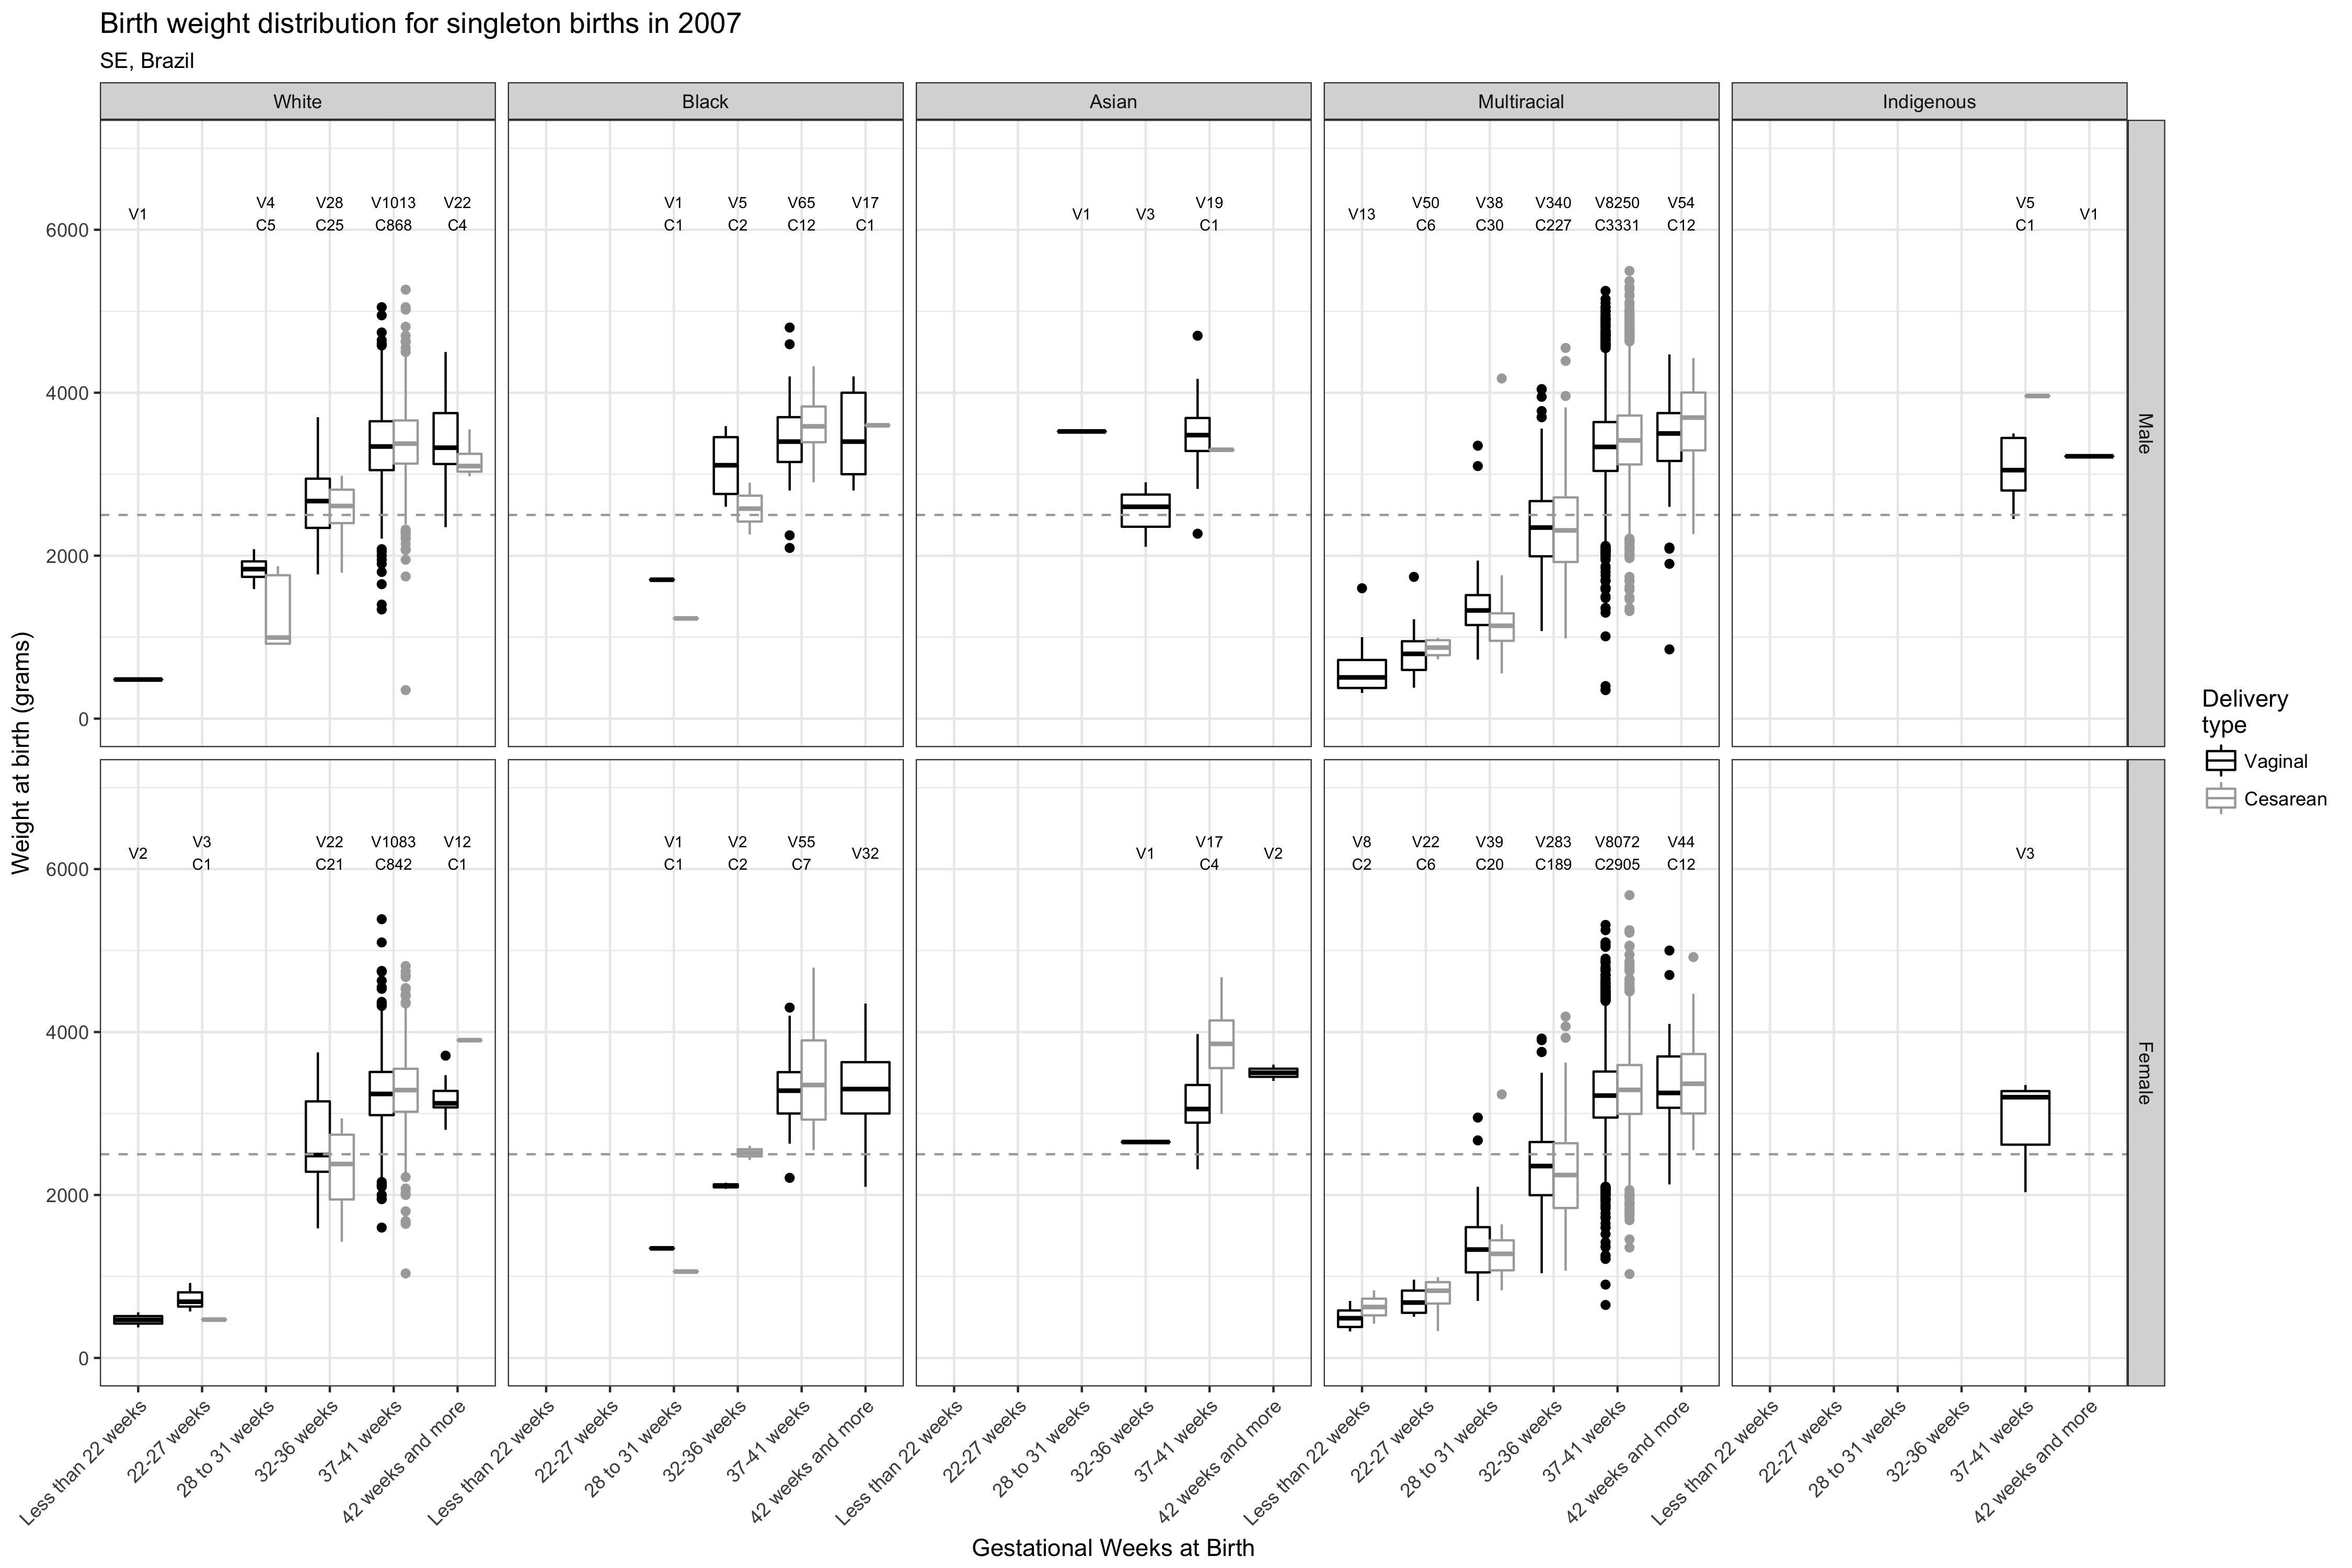 Birth weight distribution for singleton births in 2007
SE, Brazil
White Black Asian Multiracial Indigenous
V1 V4 V28 V1013 V22 V1 V5 V65 V17 V1 V3 V19 V13 V50 V38 V340 V8250 V54 V5 V1
C5 C25 C868 C4 C1 C2 C12 C1 C1 C6 C30 C227 C3331 C12 C1
6000
4000
2000
0
Male
V2 V3 V22 V1083 V12 V1 V2 V55 V32 V1 V17 V2 V8 V22 V39 V283 V8072 V44 V3
C1 C21 C842 C1 C1 C2 C7 C4 C2 C6 C20 C189 C2905 C12
6000
4000
2000
0
Female
Weight at birth (grams)
Less than 22 weeks 22-27 weeks 28 to 31 weeks 32-36 weeks 37-41 weeks 42 weeks and more
Less than 22 weeks 22-27 weeks 28 to 31 weeks 32-36 weeks 37-41 weeks 42 weeks and more
Less than 22 weeks 22-27 weeks 28 to 31 weeks 32-36 weeks 37-41 weeks 42 weeks and more
Less than 22 weeks 22-27 weeks 28 to 31 weeks 32-36 weeks 37-41 weeks 42 weeks and more
Less than 22 weeks 22-27 weeks 28 to 31 weeks 32-36 weeks 37-41 weeks 42 weeks and more
Gestational Weeks at Birth
Delivery
type
Vaginal
Cesarean